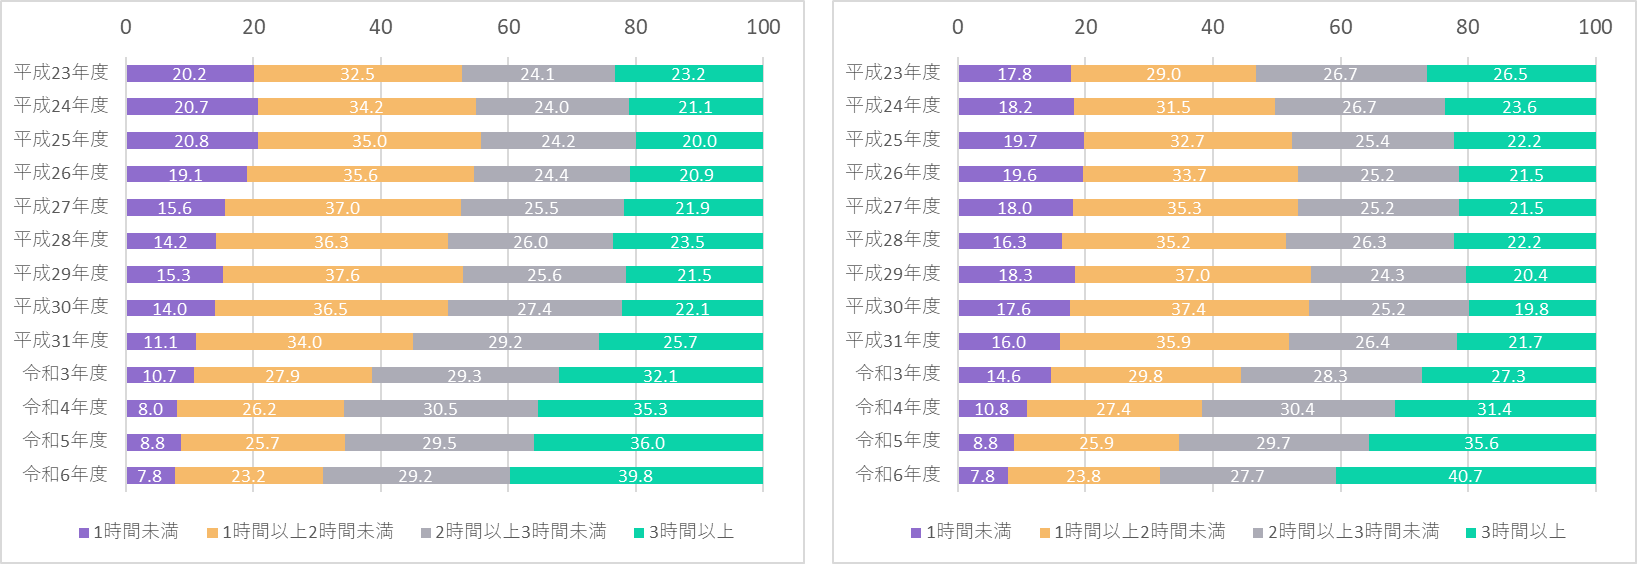 0 20 40 60 80 100
平成23年度 20.2 32.5 24.1 23.2
平成24年度 20.7 34.2 24.0 21.1
平成25年度 20.8 35.0 24.2 20.0
平成26年度 19.1 35.6 24.4 20.9
平成27年度 15.6 37.0 25.5 21.9
平成28年度 14.2 36.3 26.0 23.5
平成29年度 15.3 37.6 25.6 21.5
平成30年度 14.0 36.5 27.4 22.1
平成31年度 11.1 34.0 29.2 25.7
令和3年度 10.7 27.9 29.3 32.1
令和4年度 8.0 26.2 30.5 35.3
令和5年度 8.8 25.7 29.5 36.0
令和6年度 7.8 23.2 29.2 39.8
1時間未満 1時間以上2時間未満 2時間以上3時間未満 3時間以上
0 20 40 60 80 100
平成23年度 17.8 29.0 26.7 26.5
平成24年度 18.2 31.5 26.7 23.6
平成25年度 19.7 32.7 25.4 22.2
平成26年度 19.6 33.7 25.2 21.5
平成27年度 18.0 35.3 25.2 21.5
平成28年度 16.3 35.2 26.3 22.2
平成29年度 18.3 37.0 24.3 20.4
平成30年度 17.6 37.4 25.2 19.8
平成31年度 16.0 35.9 26.4 21.7
令和3年度 14.6 29.8 28.3 27.3
令和4年度 10.8 27.4 30.4 31.4
令和5年度 8.8 25.9 29.7 35.6
令和6年度 7.8 23.8 27.7 40.7
1時間未満 1時間以上2時間未満 2時間以上3時間未満 3時間以上